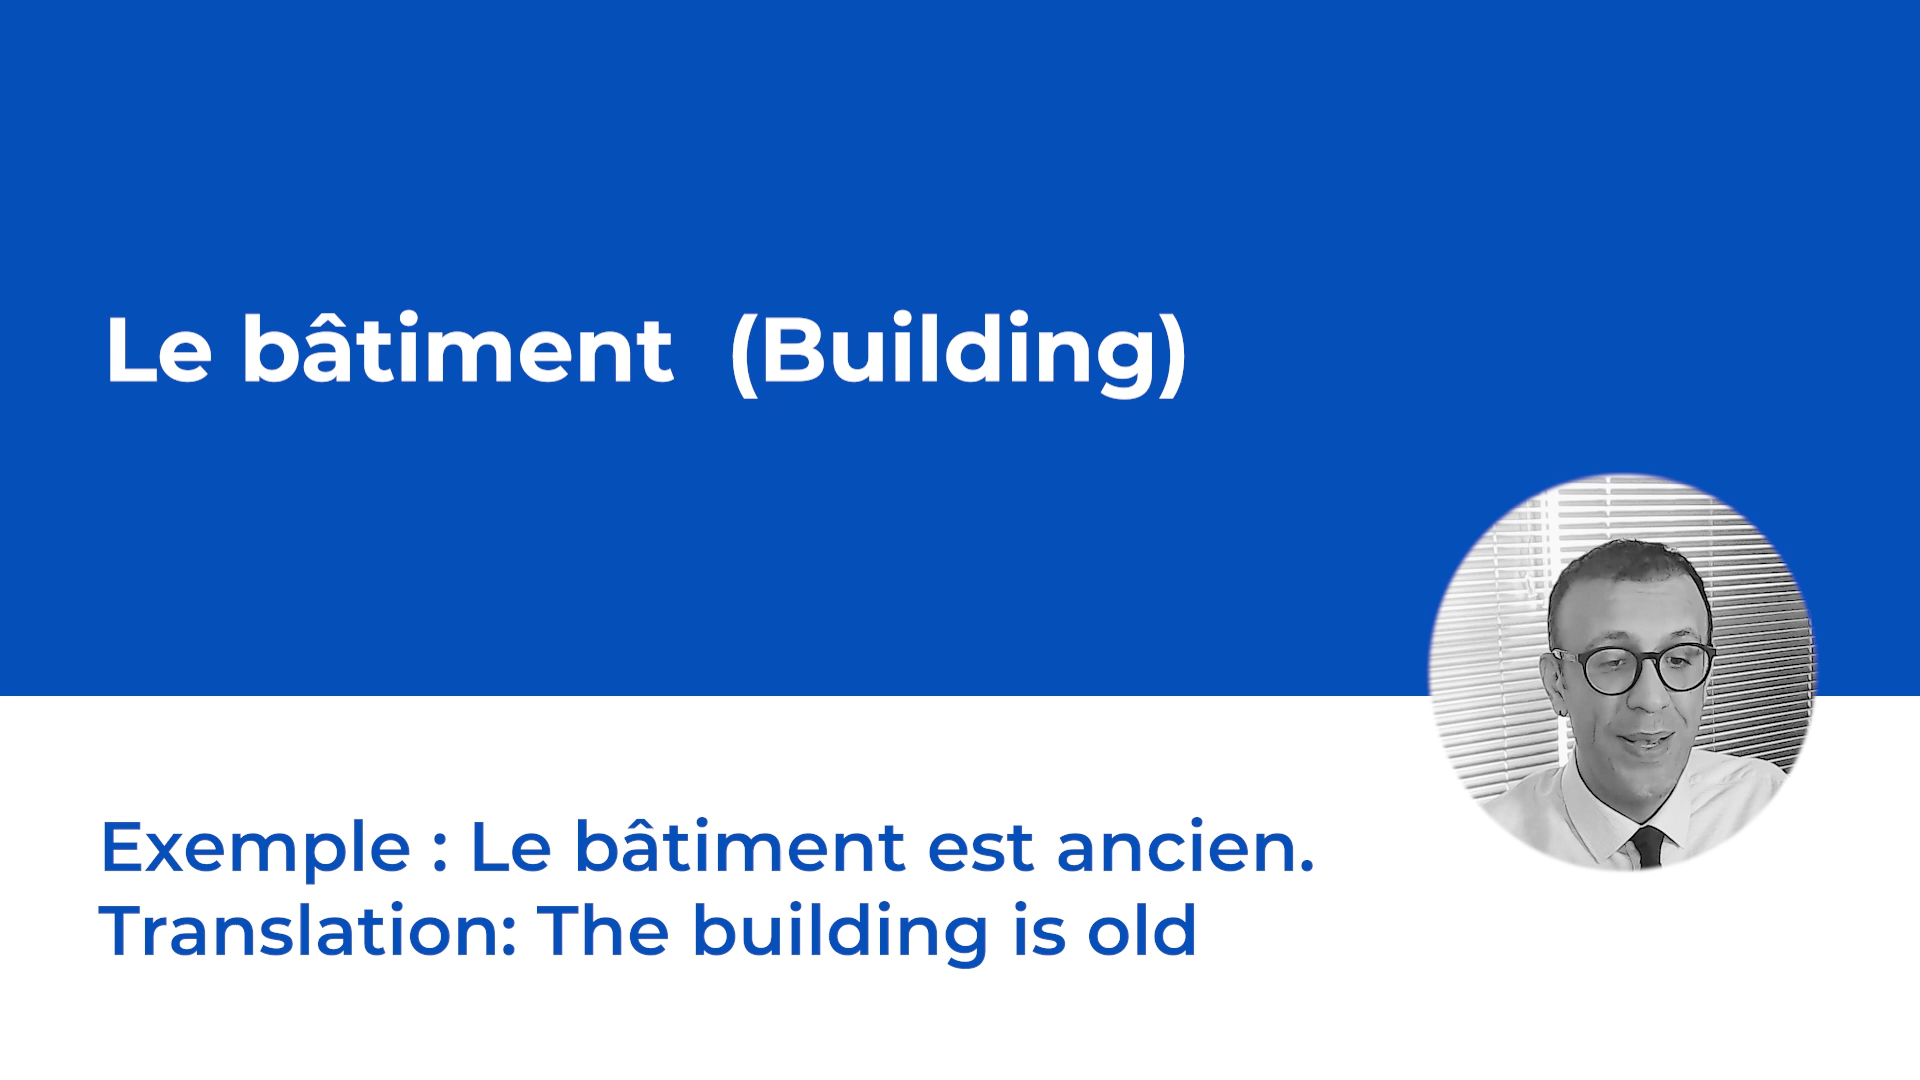 Le bâtiment  (Building)
Exemple : Le bâtiment est ancien.
Translation: The building is old